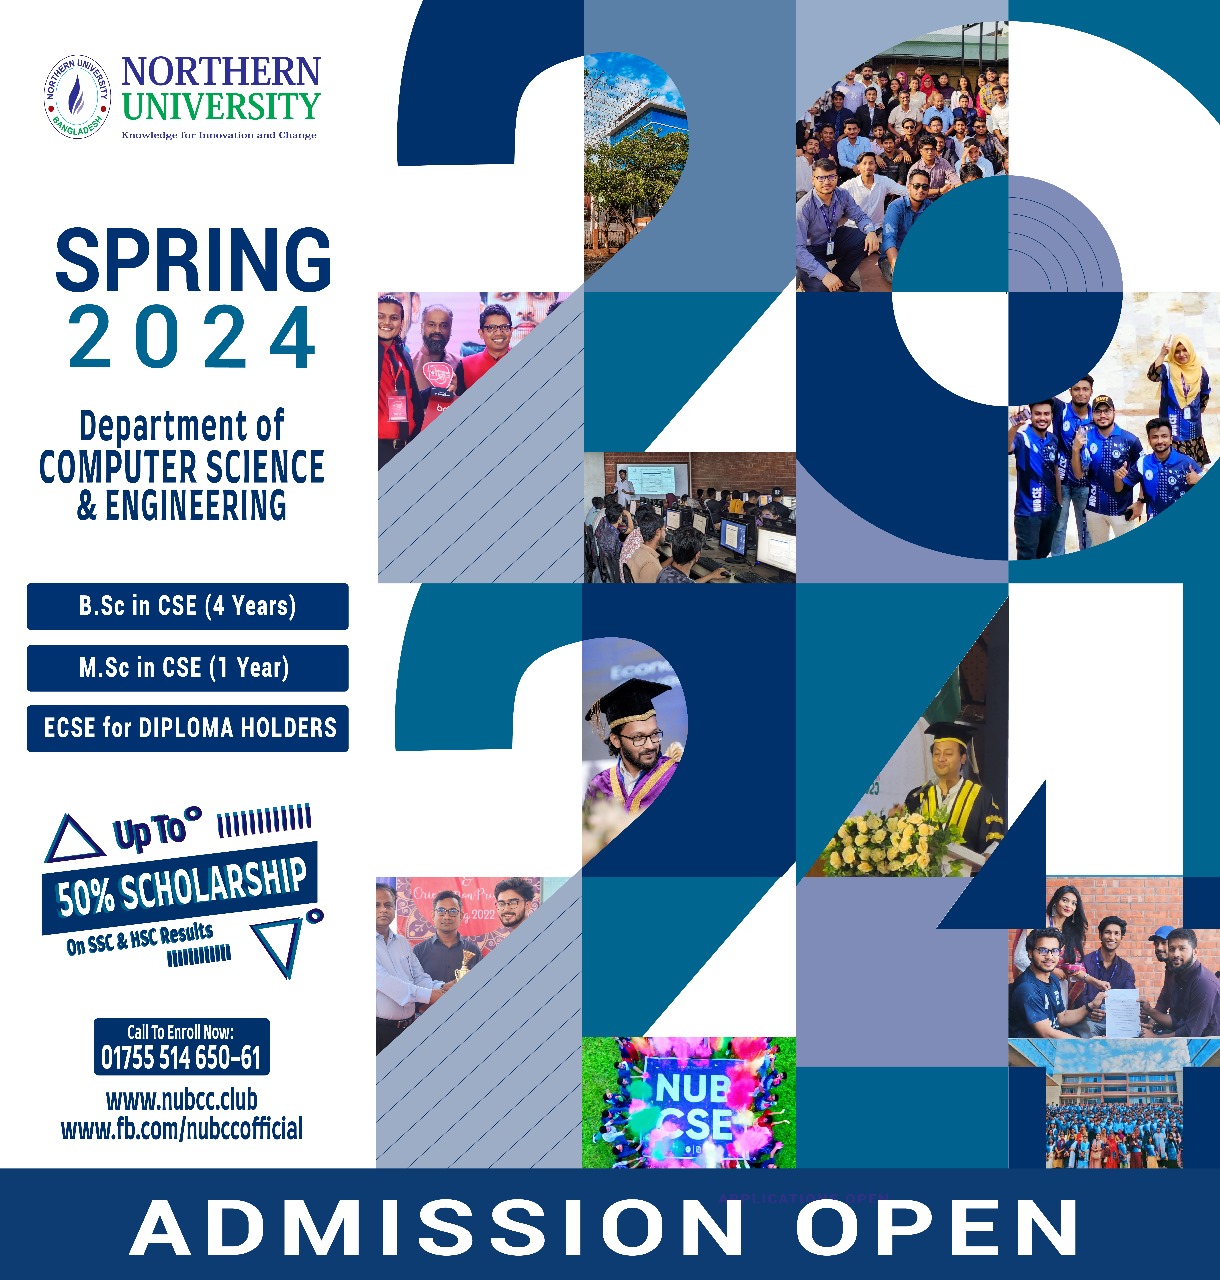 NORTHERN UNIVERSITY
BANGLADESH
NORTHERN
UNIVERSITY
Knowledge for Innovation and Change
SPRING
2024
Department of
COMPUTER SCIENCE
& ENGINEERING
B.Sc in CSE (4 Years)
M.Sc in CSE (1 Year)
ECSE for DIPLOMA HOLDERS
Up To
50% SCHOLARSHIP
On SSC & HSC Results
Call To Enroll Now:
01755 514 650-61
www.nubcc.club
www.fb.com/nubccofficial
NUB
CSE
APPLICATIONS OPEN
ADMISSION OPEN